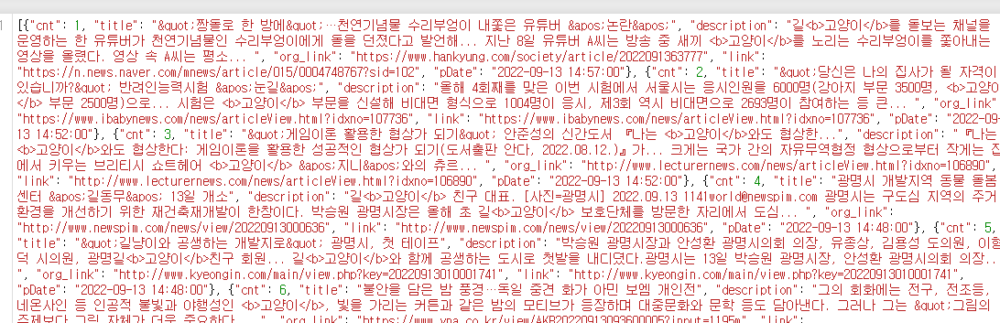 [{"cnt": 1, "title": "&quot;짱돌로 한 방에&quot;…천연기념물 수리부엉이 내쫓은 유튜버 &apos;논란&apos;", "description": "길<b>고양이</b>를 돌보는 채널을
운영하는 한 유튜버가 천연기념물인 수리부엉이에게 돌을 던졌다고 발언해... 지난 8일 유튜버 A씨는 방송 중 새끼 <b>고양이</b>를 노리는 수리부엉이를 쫓아내는
영상을 올렸다. 영상 속 A씨는 평소... ", "org_link": "https://www.hankyung.com/society/article/2022091363777", "link":
"https://n.news.naver.com/mnews/article/015/0004748767?sid=102", "pDate": "2022-09-13 14:57:00"}, {"cnt": 2, "title": "&quot;당신은 나의 집사가 될 자격이
있습니까?&quot; 반려인능력시험 &apos;눈길&apos;", "description": "올해 4회째를 맞은 이번 시험에서 서울시는 응시인원을 6000명(강아지 부문 3500명, <b>고양이
</b> 부문 2500명)으로... 시험은 <b>고양이</b> 부문을 신설해 비대면 형식으로 1004명이 응시, 제3회 역시 비대면으로 2693명이 참여하는 등 큰... ", "org_link"
"https://www.ibabynews.com/news/articleView.html?idxno=107736", "link": "https://www.ibabynews.com/news/articleView.html?idxno=107736", "pDate": "2022-09-
13 14:52:00"}, {"cnt": 3, "title": "&quot;게임이론 활용한 협상가 되기&quot; 안준성의 신간도서 『나는 <b>고양이</b>와도 협상한...", "description": "『나는
<b>고양이</b>와도 협상한다: 게임이론을 활용한 성공적인 협상가 되기(도서출판 안다, 2022.08.12.)』가... 크게는 국가 간의 자유무역협정 협상으로부터 작게는 집
에서 키우는 브리티시 쇼트헤어 <b>고양이</b> &apos;지니&apos;와의 츄르... ", "org_link": "http://www.lecturernews.com/news/articleView.html?idxno=106890",
"link": "http://www.lecturernews.com/news/articleView.html?idxno=106890", "pDate": "2022-09-13 14:52:00"}, {"cnt": 4, "title": "광명시 개발지역 동물 돌봄
센터 &apos;길동무&apos; 13일 개소", "description": "길<b>고양이</b> 친구 대표. [사진=광명시] 2022.09.13 1141world@newspim.com 광명시는 구도심 지역의 주거
환경을 개선하기 위한 재건축재개발이 한창이다. 박승원 광명시장은 올해 초 길<b>고양이</b> 보호단체를 방문한 자리에서 도심... ", "org_link":
"http://www.newspim.com/news/view/20220913000636", "link": "http://www.newspim.com/news/view/20220913000636", "pDate": "2022-09-13 14:48:00"}, {"cnt": 5,
"title": "&quot;길냥이와 공생하는 개발지로&quot; 광명시, 첫 테이프", "description": "박승원 광명시장과 안성환 광명시의회 의장, 유종상, 김용성 도의원, 이형
덕 시의원, 광명길<b>고양이</b>친구 회원... 길<b>고양이</b>와 함께 공생하는 도시로 첫발을 내디뎠다.광명시는 13일 박승원 광명시장, 안성환 광명시의회 의장...
", "org_link": "http://www.kyeongin.com/main/view.php?key=20220913010001741", "link": "http://www.kyeongin.com/main/view.php?key=20220913010001741",
"pDate": "2022-09-13 14:48:00"}, {"cnt": 6, "title": "불안을 담은 밤 풍경…독일 중견 화가 아민 보엠 개인전", "description": "그의 회화에는 전구, 전조등,
네온사인 등 인공적 불빛과 야행성인 <b>고양이</b>, 빛을 가리는 커튼과 같은 밤의 모티브가 등장하며 대중문화와 문학 등도 담아낸다. 그러나 그는 &quot;그림의
주제보다 그림 자체가 더욱 중요하다... ", "org_link": "https://www.yna.co.kr/view/AKR20220913093600005?input=1195m", "link":